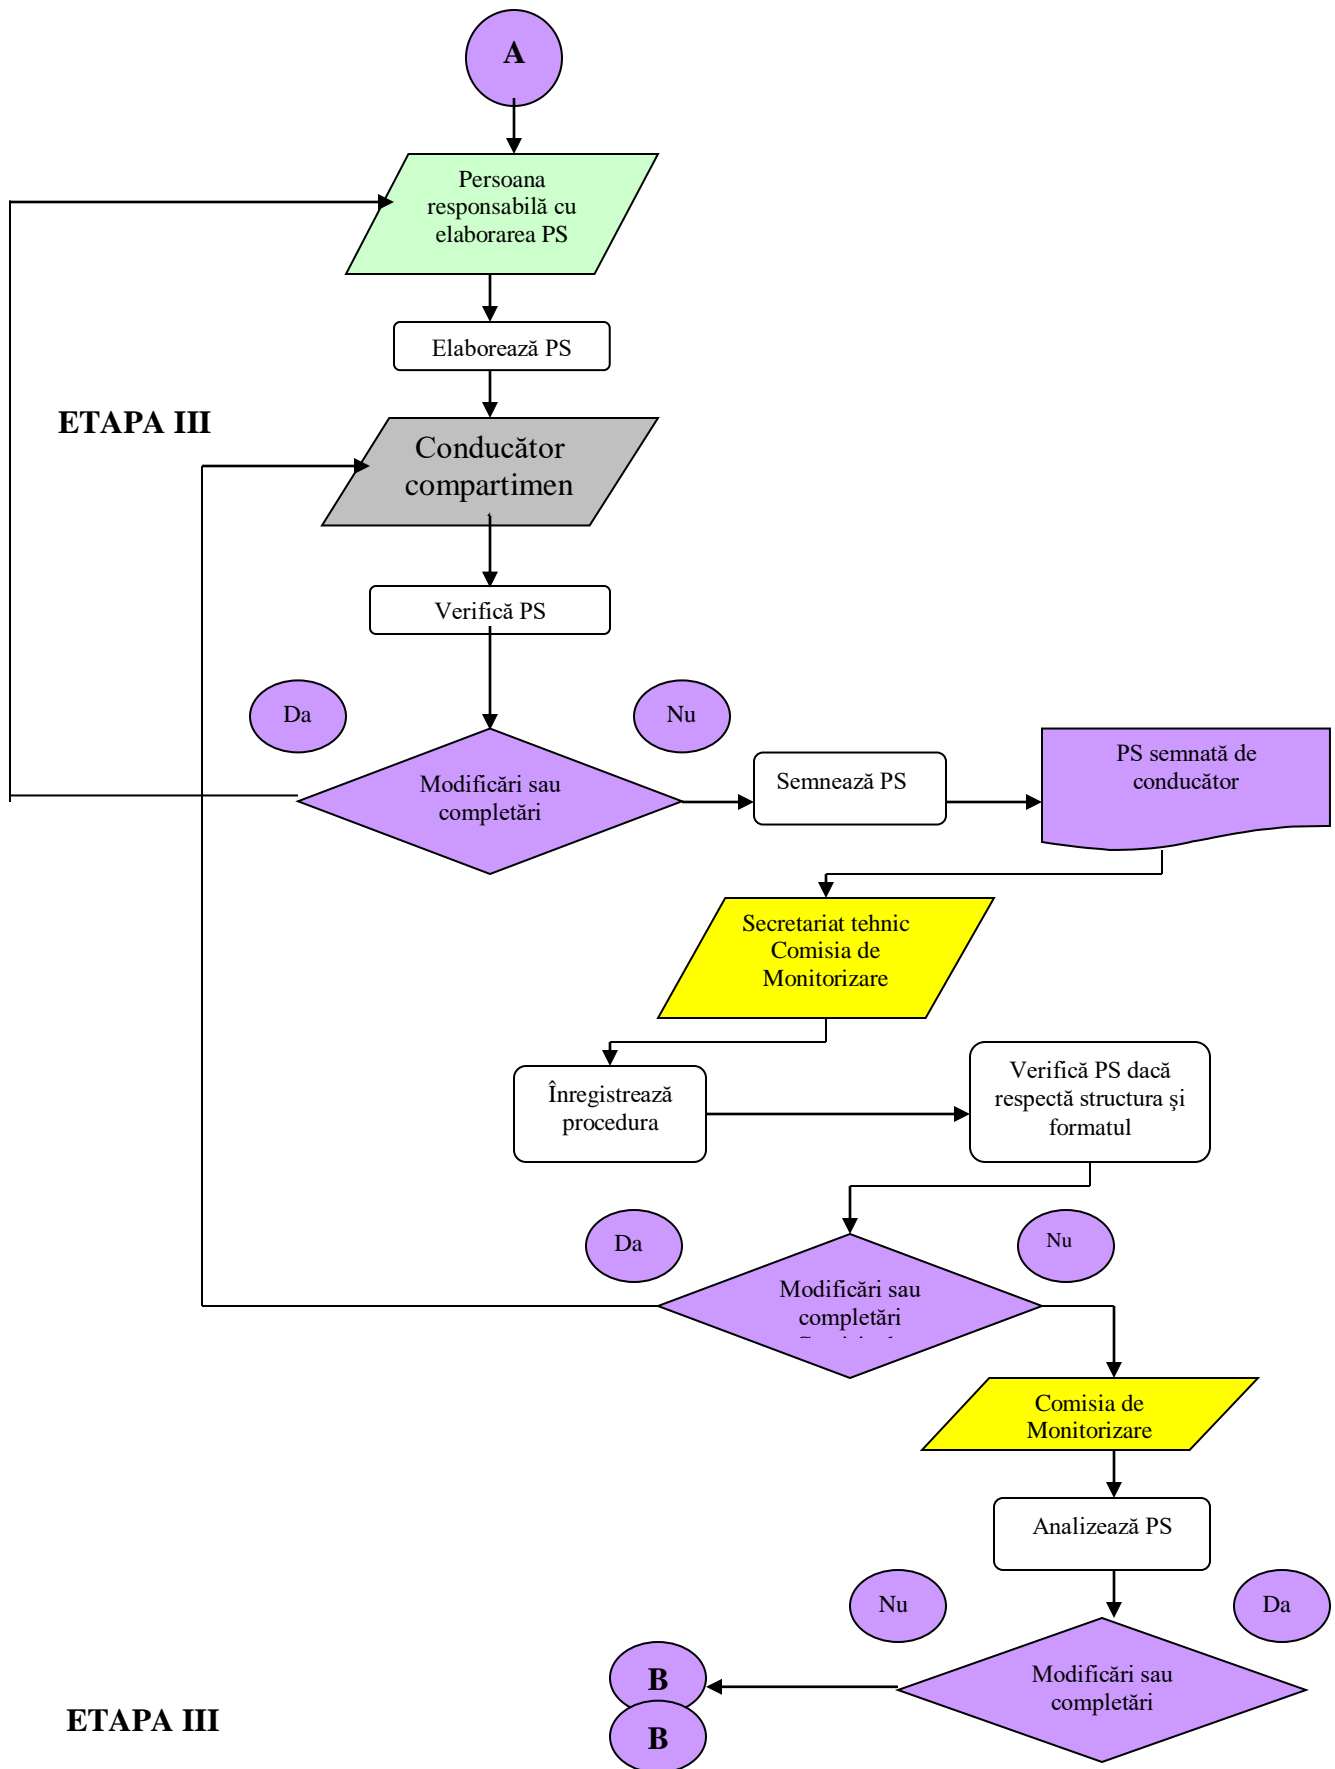 A
Persoana
responsabilă cu
elaborarea PS
Elaborează PS
ETAPA III
Conducător
compartimen
Verifică PS
Da
Nu
Modificări sau
completări
Semnează PS
PS semnată de
conducător
Secretariat tehnic
Comisia de
Monitorizare
Înregistrează
procedura
Verifică PS dacă
respectă structura şi
formatul
Da
Nu
Modificări sau
completări
Comisia de
Monitorizare
Analizează PS
Nu
Da
Modificări sau
completări
B
B
ETAPA III